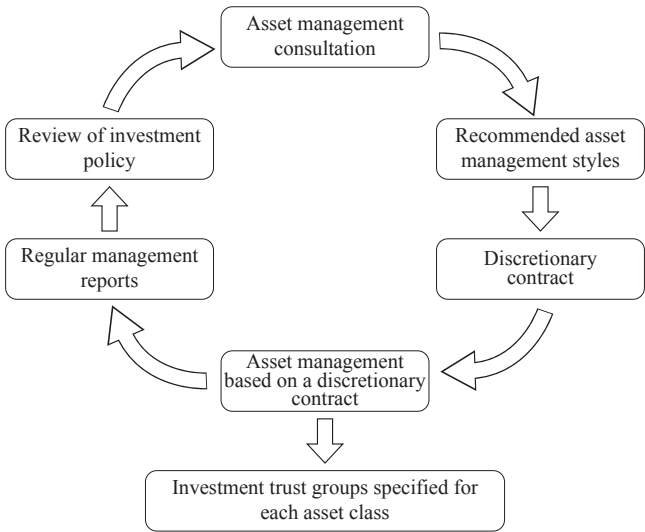 Asset management
consultation
Review of investment
policy
Recommended asset
management styles
Regular management
reports
Discretionary
contract
Asset management
based on a discretionary
contract
Investment trust groups specified for
each asset class